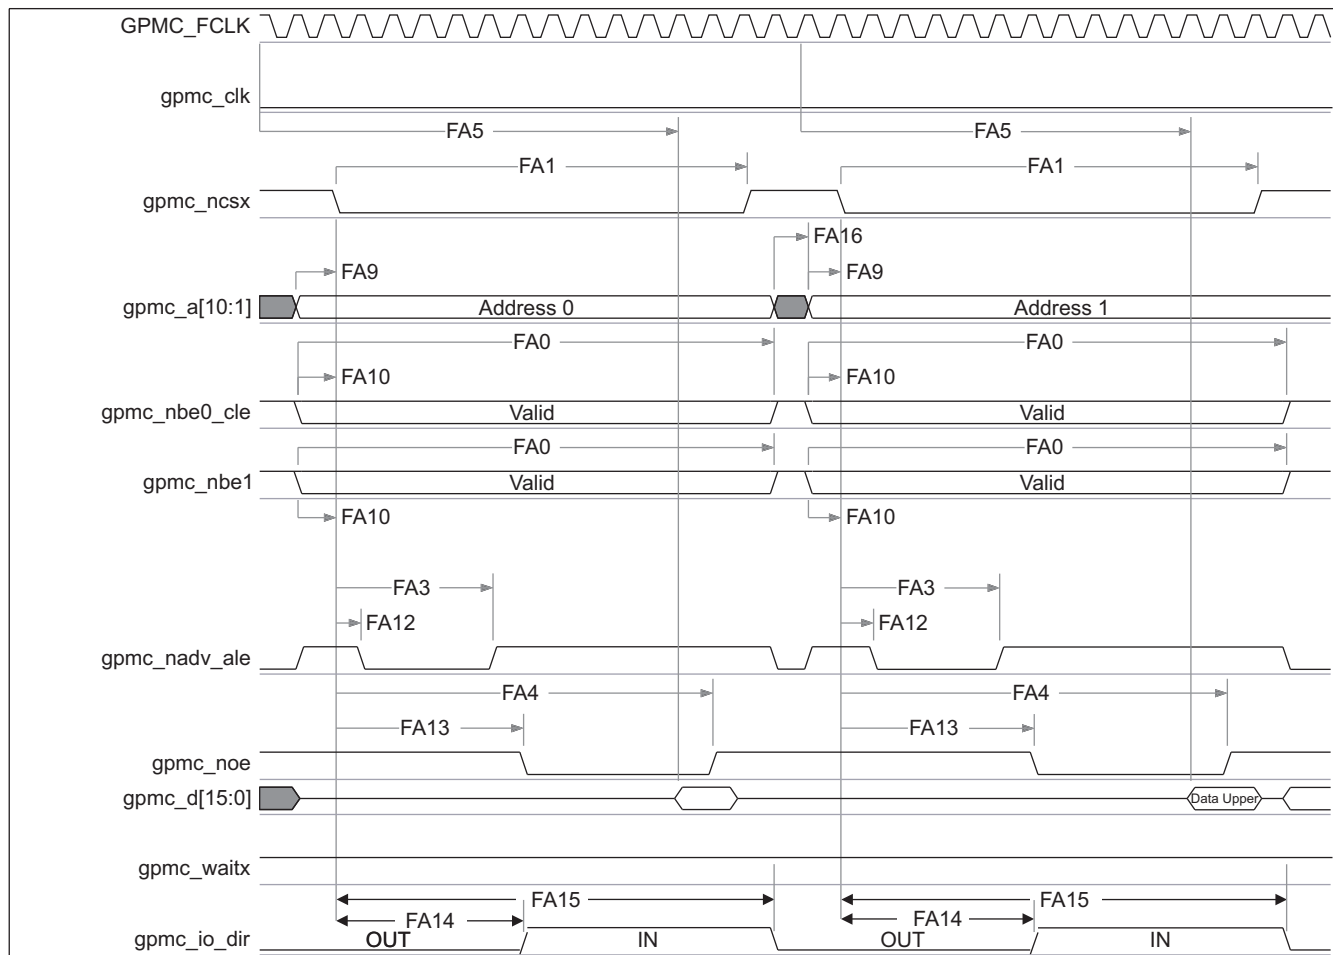 GPMC_FCLK
gpmc_clk
FA5 FA5
FA1 FA1
gpmc_ncsx
FA16
FA9 FA9
gpmc_a[10:1] Address 0 Address 1
FA0 FA0
FA10 FA10
gpmc_nbe0_cle Valid Valid
FA0 FA0
gpmc_nbe1 Valid Valid
FA10 FA10
FA3 FA3
FA12 FA12
gpmc_nadv_ale
FA4 FA4
FA13 FA13
gpmc_noe
gpmc_d[15:0] Data Upper
gpmc_waitx
FA15 FA15
FA14 FA14
gpmc_io_dir OUT IN OUT IN